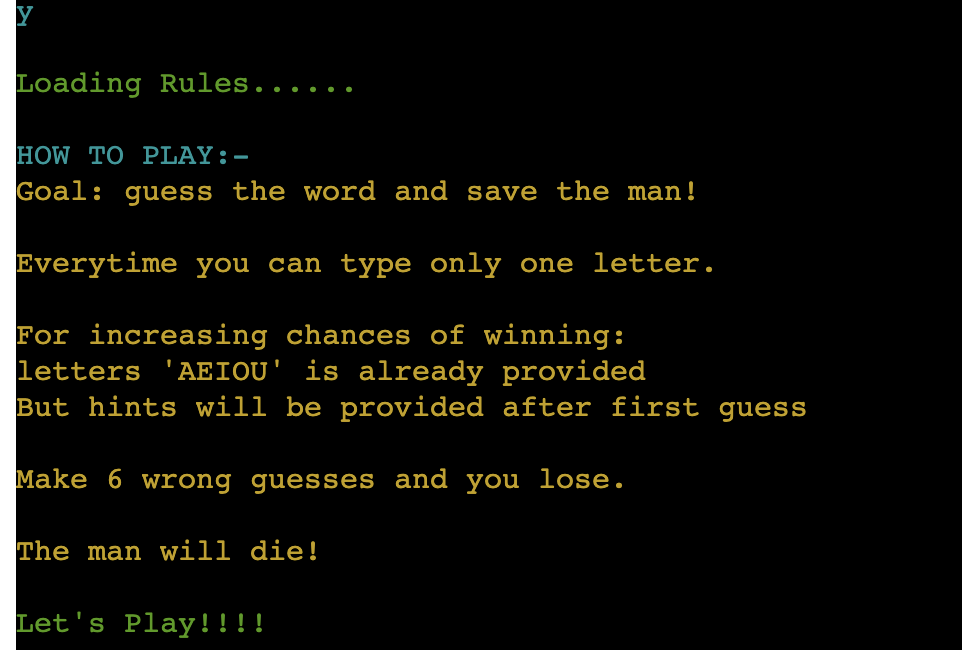 y
Loading Rules......
HOW TO PLAY:-
Goal: guess the word and save the man!
Everytime you can type only one letter.
For increasing chances of winning:
letters 'AEIOU' is already provided
But hints will be provided after first guess
Make 6 wrong guesses and you lose.
The man will die!
Let's Play!!!!